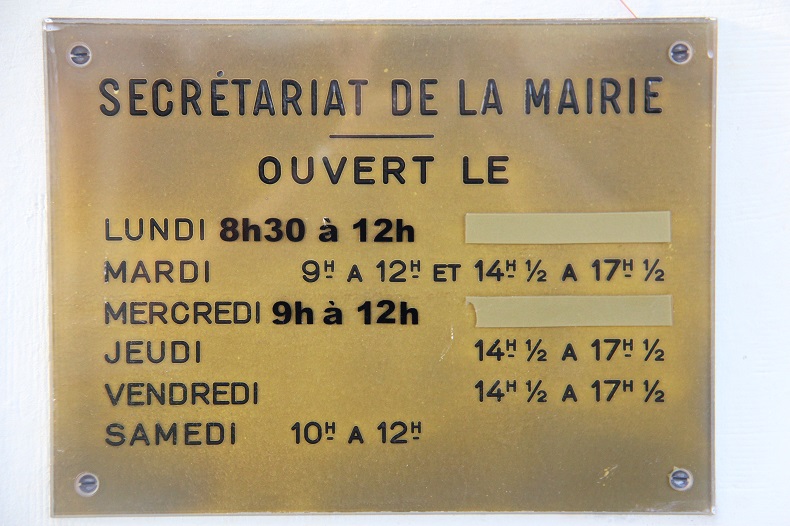 SECRÉTARIAT DE LA MAIRIE
OUVERT LE
LUNDI 8h30 à 12h
MARDI 9H A 12H ET 14H ½ A 17H ½
MERCREDI 9h à 12h
JEUDI 14H ½ A 17H ½
VENDREDI 14H ½ A 17H ½
SAMEDI 10H A 12H